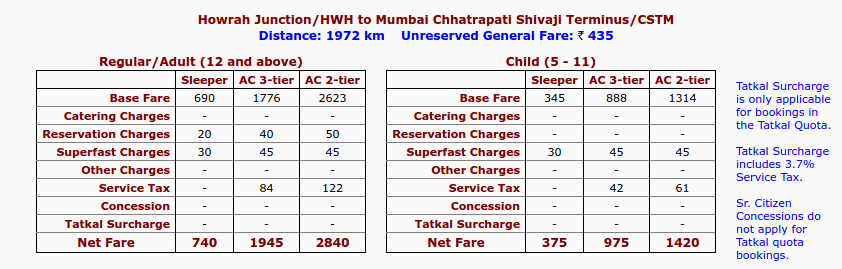 Howrah Junction/HWH to Mumbai Chhatrapati Shivaji Terminus/CSTM
Distance: 1972 km Unreserved General Fare: ₹ 435
Regular/Adult (12 and above)
Sleeper AC 3-tier AC 2-tier
Base Fare 690 1776 2623
Catering Charges - - -
Reservation Charges 20 40 50
Superfast Charges 30 45 45
Other Charges - - -
Service Tax - 84 122
Concession - - -
Tatkal Surcharge - - -
Net Fare 740 1945 2840
Child (5 - 11)
Sleeper AC 3-tier AC 2-tier
Base Fare 345 888 1314
Catering Charges - - -
Reservation Charges - - -
Superfast Charges 30 45 45
Other Charges - - -
Service Tax - 42 61
Concession - - -
Tatkal Surcharge - - -
Net Fare 375 975 1420
Tatkal Surcharge
is only applicable
for bookings in
the Tatkal Quota.
Tatkal Surcharge
includes 3.7%
Service Tax.
Sr. Citizen
Concessions do
not apply for
Tatkal quota
bookings.